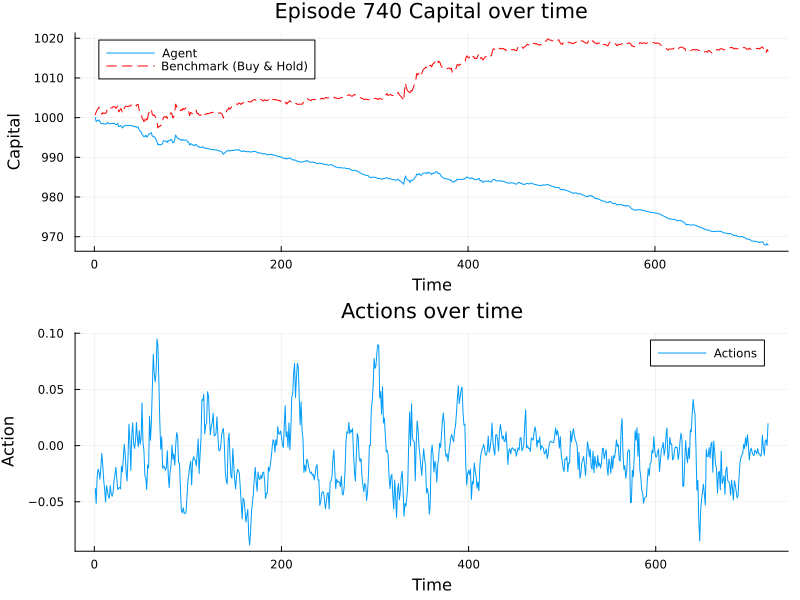 Episode 740 Capital over time
Capital
1020
1010
1000
990
980
970
Agent
Benchmark (Buy & Hold)
0
200
400
600
Time
Actions over time
Action
0.10
0.05
0.00
−0.05
Actions
0
200
400
600
Time